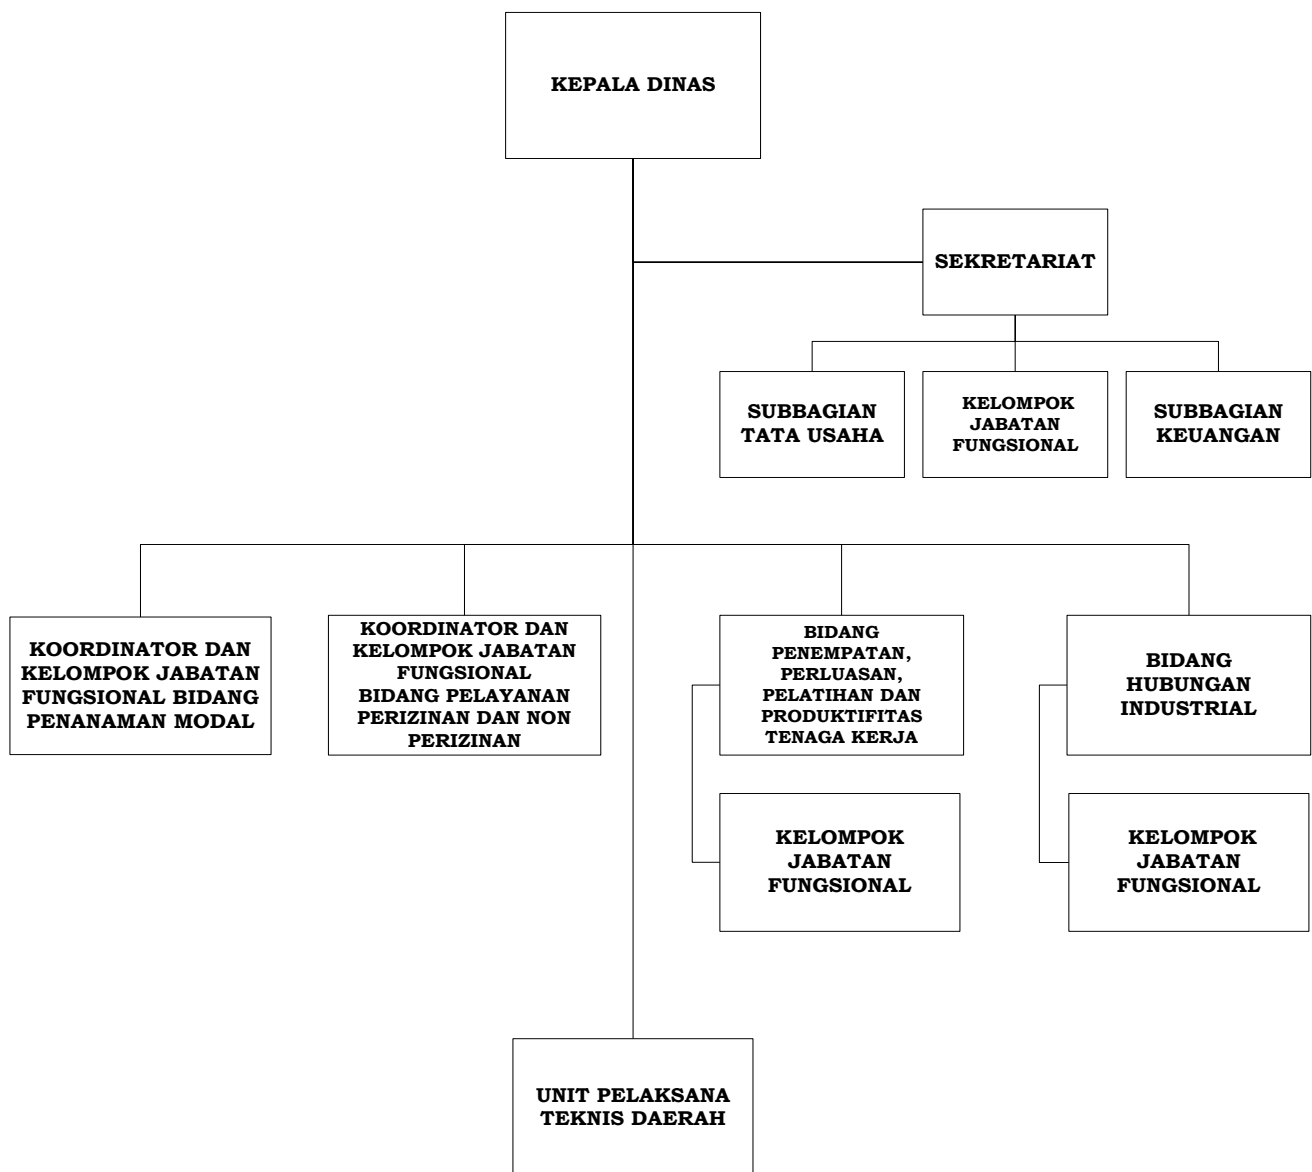 KEPALA DINAS
SEKRETARIAT
SUBBAGIAN
TATA USAHA
KELOMPOK
JABATAN
FUNGSIONAL
SUBBAGIAN
KEUANGAN
KOORDINATOR DAN
KELOMPOK JABATAN
FUNGSIONAL BIDANG
PENANAMAN MODAL
KOORDINATOR DAN
KELOMPOK JABATAN
FUNGSIONAL
BIDANG PELAYANAN
PERIZINAN DAN NON
PERIZINAN
BIDANG
PENEMPATAN,
PERLUASAN,
PELATIHAN DAN
PRODUKTIFITAS
TENAGA KERJA
BIDANG
HUBUNGAN
INDUSTRIAL
KELOMPOK
JABATAN
FUNGSIONAL
KELOMPOK
JABATAN
FUNGSIONAL
UNIT PELAKSANA
TEKNIS DAERAH